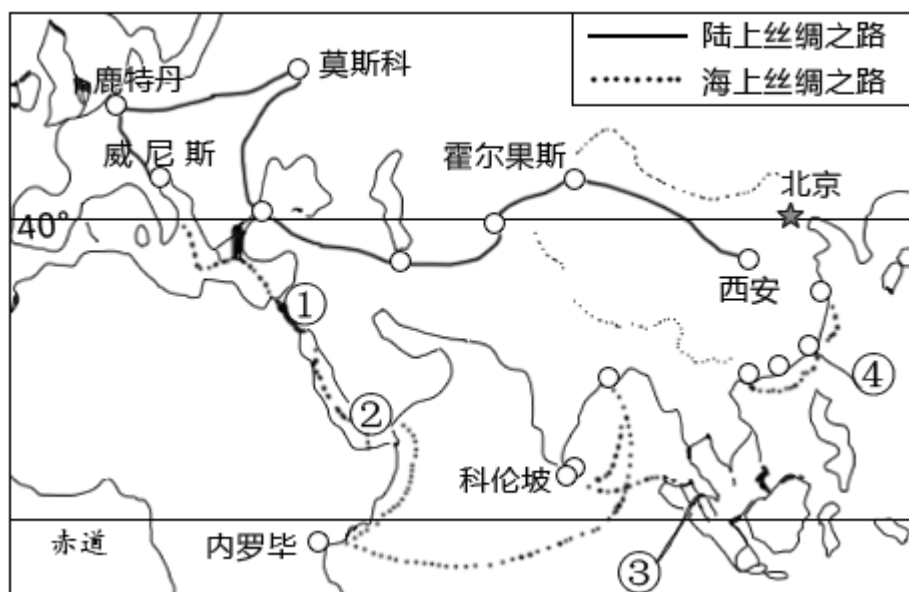 陆上丝绸之路
海上丝绸之路
莫斯科
鹿特丹
威尼斯
霍尔果斯
北京
40°
西安
①
②
④
科伦坡
赤道
内罗毕
③